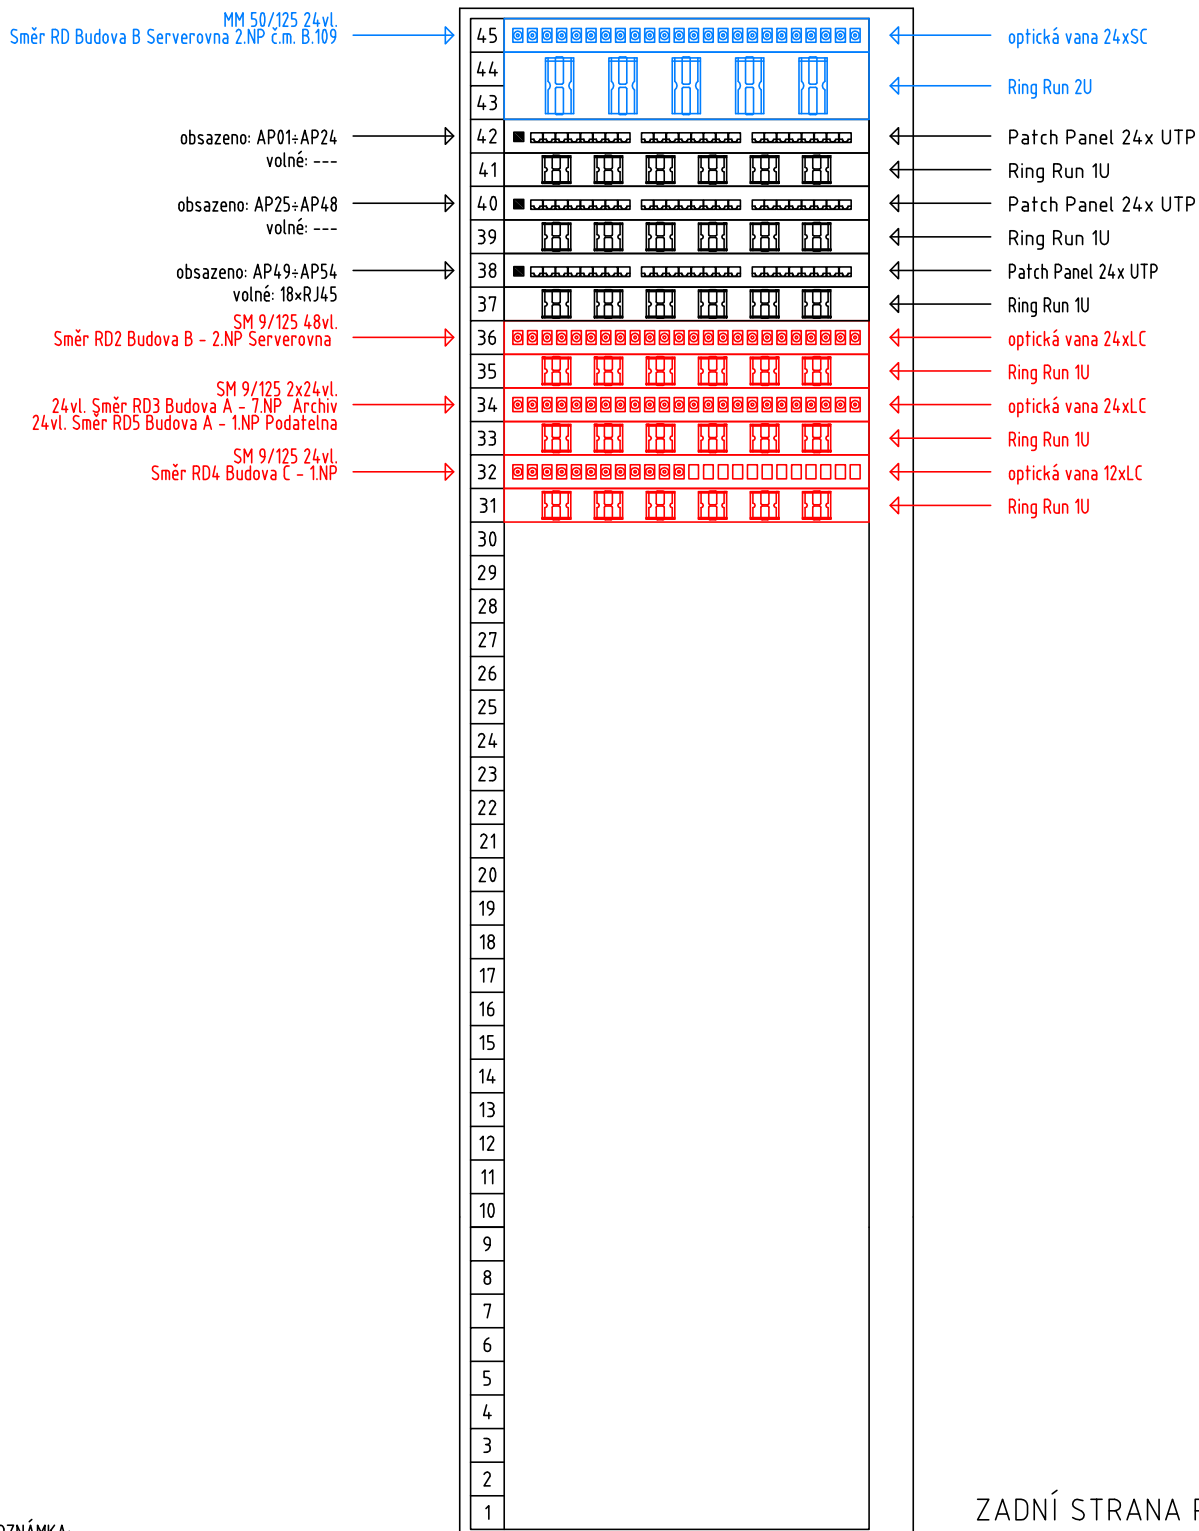 MM 50/125 24vl.
Směr RD Budova B Serverovna 2.NP č.m. B.109
45
optická vana 24xSC
44
Ring Run 2U
43
obsazeno: AP01÷AP24
volné: ---
42
Patch Panel 24x UTP
41
Ring Run 1U
obsazeno: AP25÷AP48
volné: ---
40
Patch Panel 24x UTP
39
Ring Run 1U
obsazeno: AP49÷AP54
volné: 18×RJ45
38
Patch Panel 24x UTP
37
Ring Run 1U
SM 9/125 48vl.
Směr RD2 Budova B - 2.NP Serverovna
36
optická vana 24xLC
35
Ring Run 1U
SM 9/125 2x24vl.
24vl. Směr RD3 Budova A - 7.NP Archiv
24vl. Směr RD5 Budova A - 1.NP Podatelna
34
optická vana 24xLC
33
Ring Run 1U
SM 9/125 24vl.
Směr RD4 Budova C - 1.NP
32
optická vana 12xLC
31
Ring Run 1U
30
29
28
27
26
25
24
23
22
21
20
19
18
17
16
15
14
13
12
11
10
9
8
7
6
5
4
3
2
1
ZADNÍ STRANA